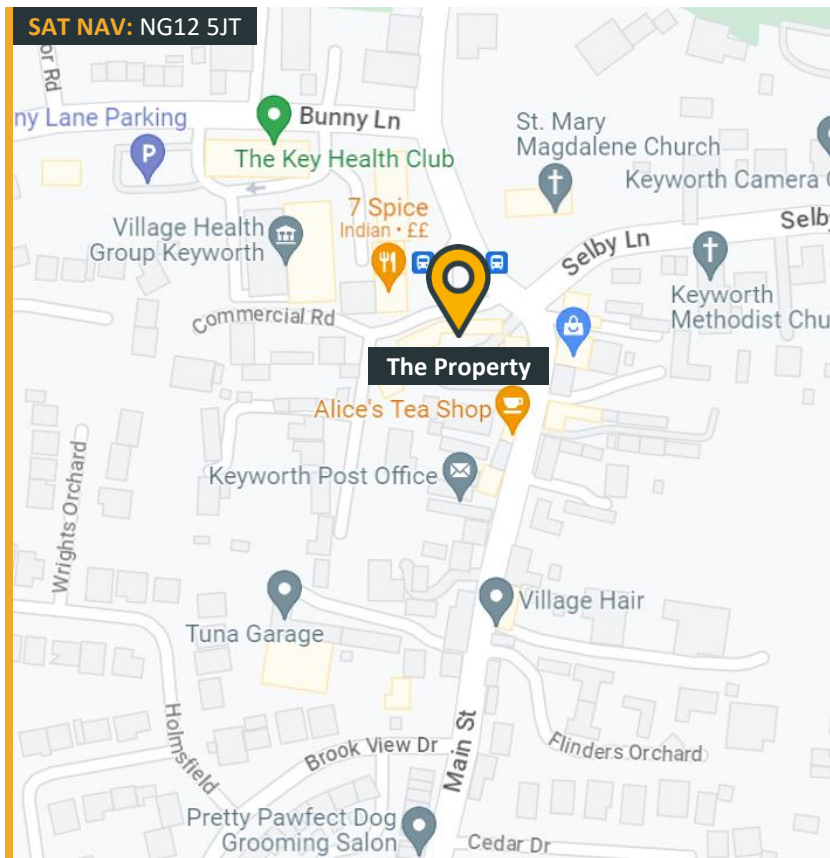 SAT NAV: NG12 5JT
or Rd
ny Lane Parking
P
Bunny Ln
The Key Health Club
St. Mary
Magdalene Church
Keyworth Camera C
7 Spice
Indian • ££
Village Health
Group Keyworth
Selby Ln
Selby
Keyworth
Methodist Chu
Commercial Rd
The Property
Alice's Tea Shop
Keyworth Post Office
Wrights Orchard
Village Hair
Tuna Garage
Holmsfield
Brook View Dr
Main St
Flinders Orchard
Pretty Pawfect Dog
Grooming Salon
Cedar Dr